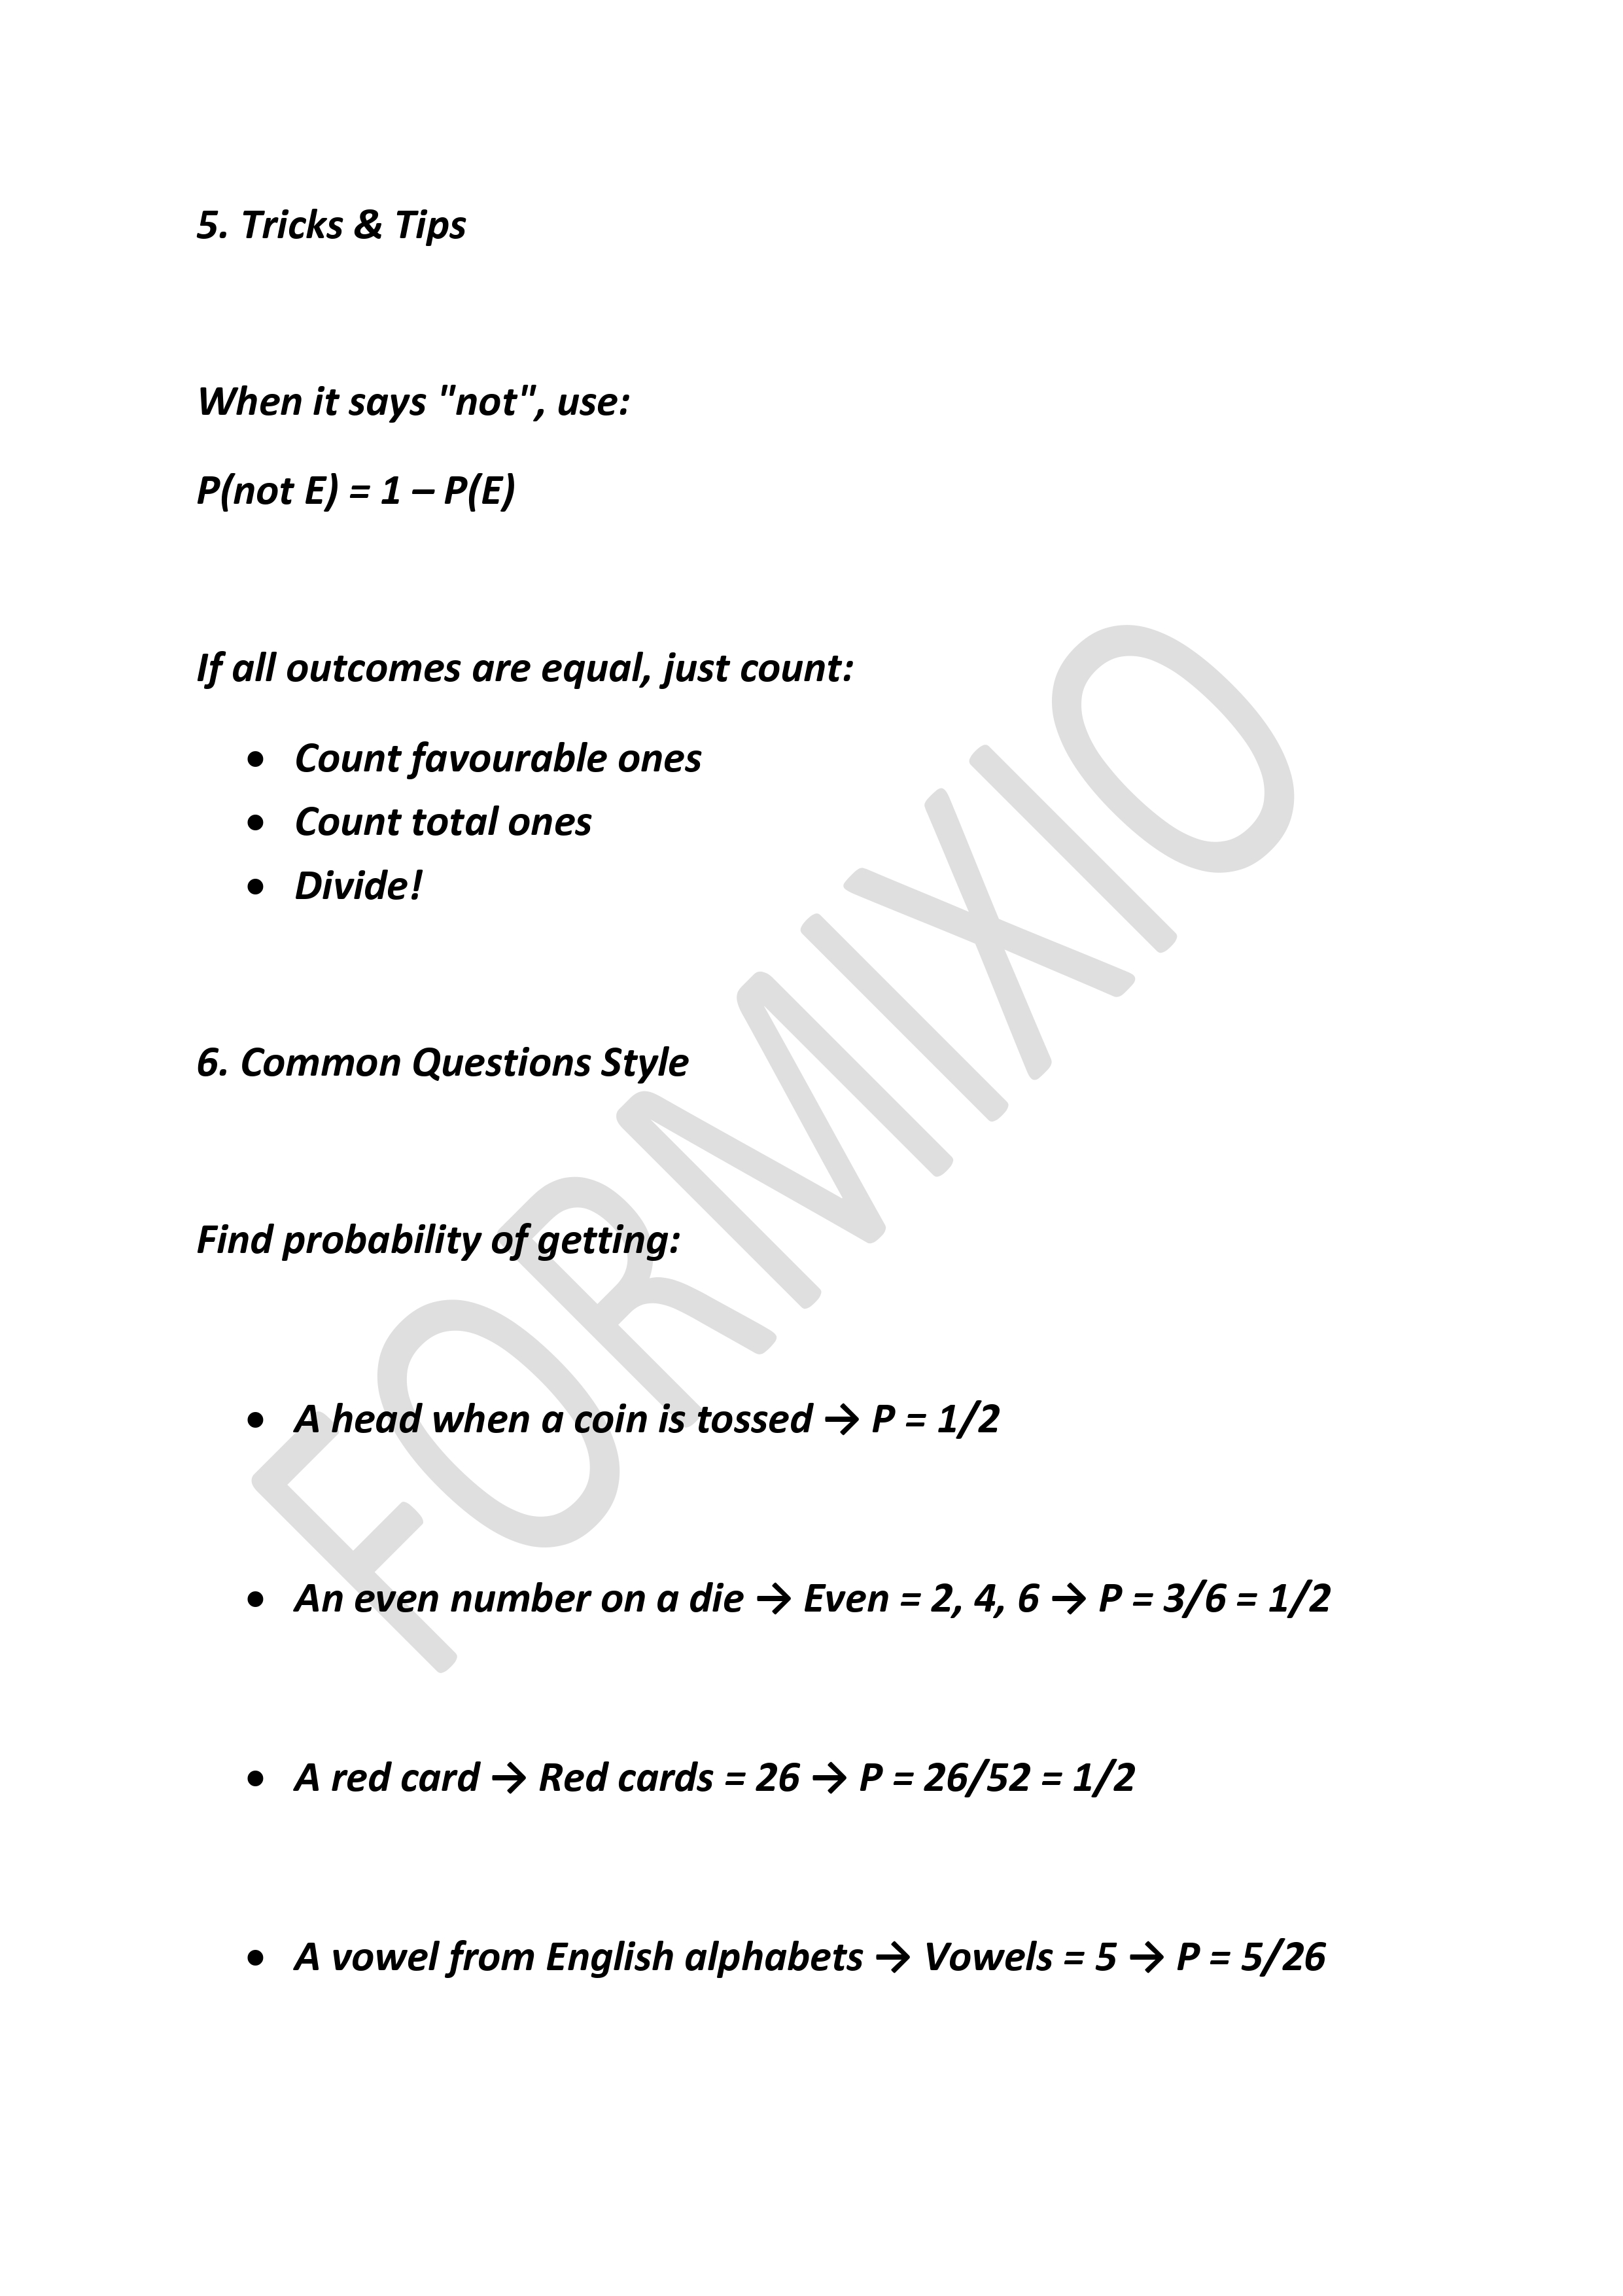 5. Tricks & Tips
When it says "not", use:
P(not E) = 1 – P(E)
If all outcomes are equal, just count:
• Count favourable ones
• Count total ones
• Divide!
6. Common Questions Style
Find probability of getting:
• A head when a coin is tossed → P = 1/2
• An even number on a die → Even = 2, 4, 6 → P = 3/6 = 1/2
• A red card → Red cards = 26 → P = 26/52 = 1/2
• A vowel from English alphabets → Vowels = 5 → P = 5/26
FORMIXIO